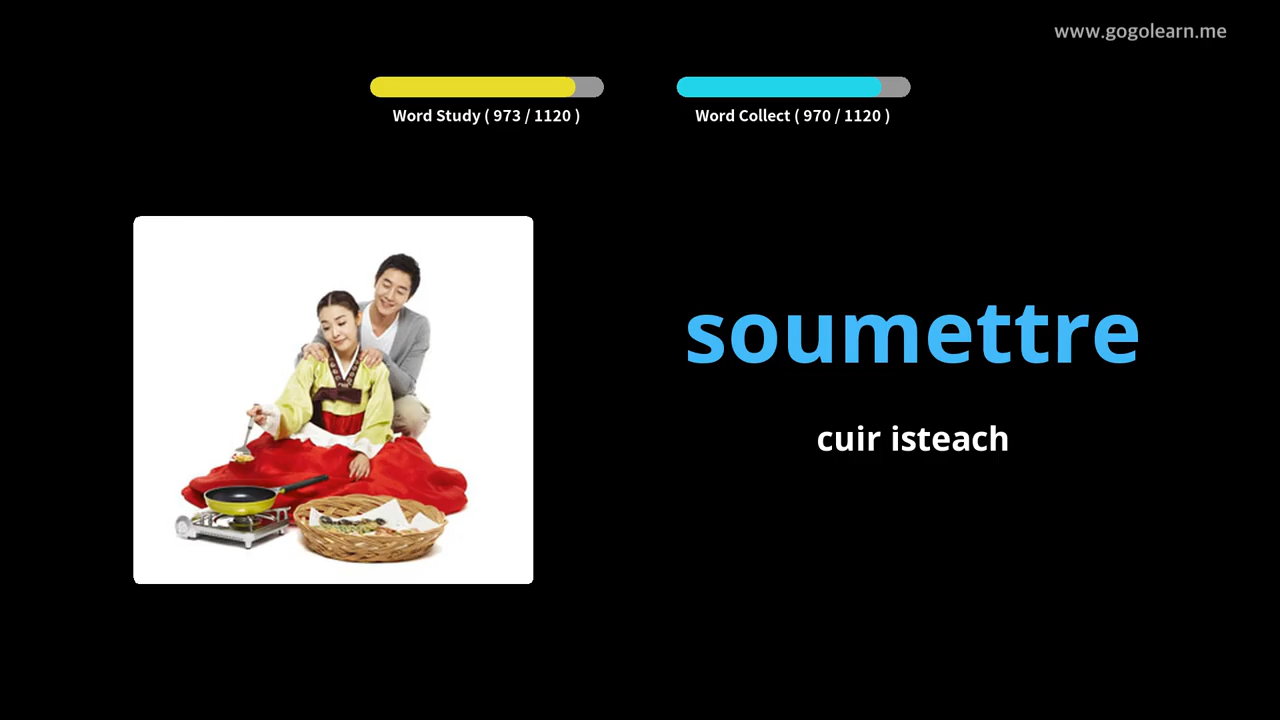 www.gogolearn.me
Word Study ( 973 / 1120 )
Word Collect ( 970 / 1120 )
soumettre
cuir isteach